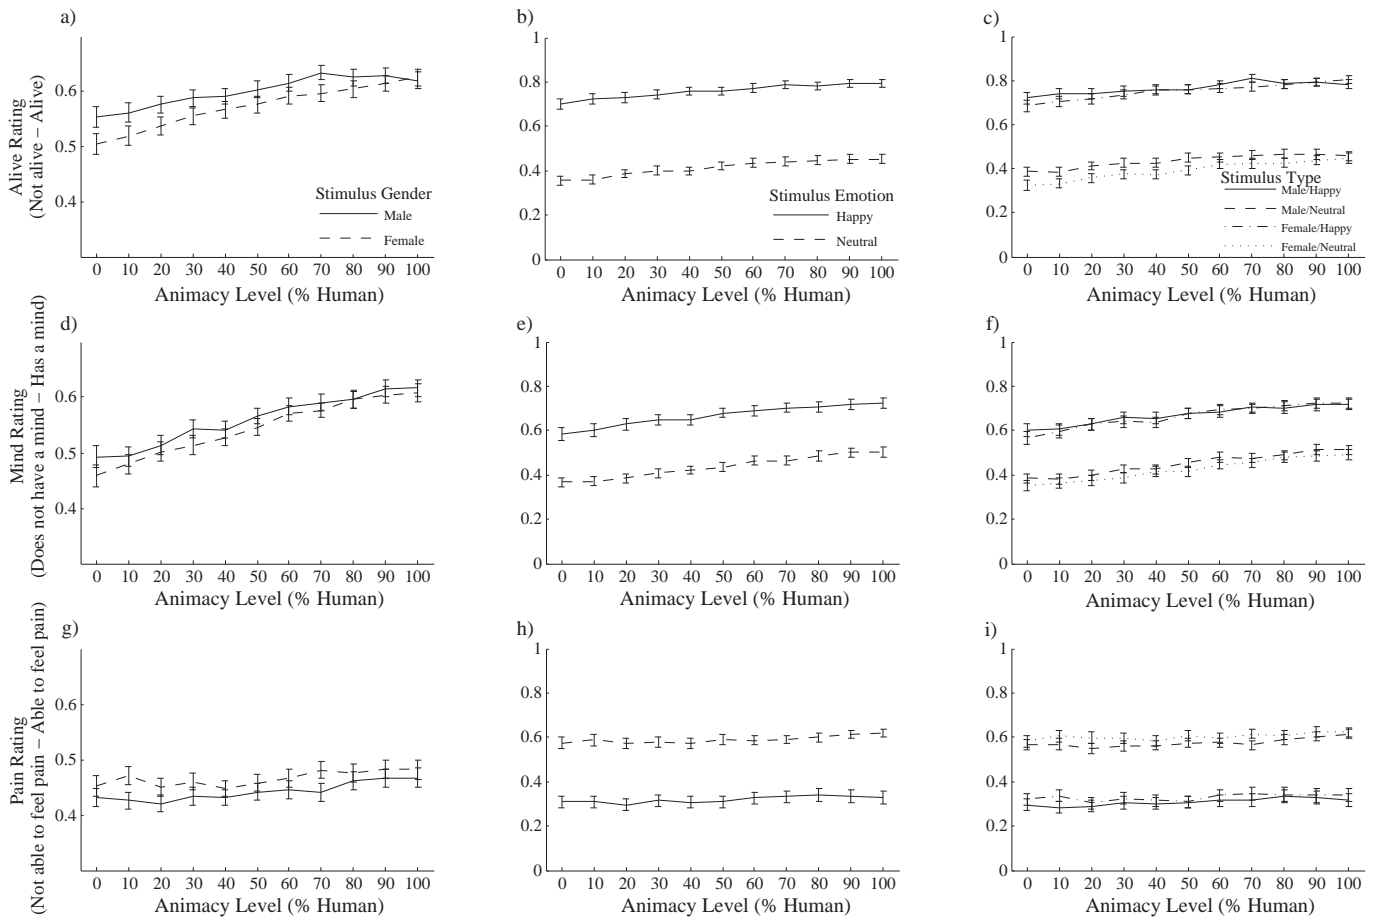 a)
b)
c)
Alive Rating
(Not alive – Alive)
0.6
0.5
0.4
Stimulus Gender
Male
Female
0 10 20 30 40 50 60 70 80 90 100
Animacy Level (% Human)
1
0.8
0.6
0.4
0.2
0
Stimulus Emotion
Happy
Neutral
0 10 20 30 40 50 60 70 80 90 100
Animacy Level (% Human)
1
0.8
0.6
0.4
0.2
0
Stimulus Type
Male/Happy
Male/Neutral
Female/Happy
Female/Neutral
0 10 20 30 40 50 60 70 80 90 100
Animacy Level (% Human)
d)
e)
f)
Mind Rating
(Does not have a mind – Has a mind)
0.6
0.5
0.4
0 10 20 30 40 50 60 70 80 90 100
Animacy Level (% Human)
1
0.8
0.6
0.4
0.2
0
0 10 20 30 40 50 60 70 80 90 100
Animacy Level (% Human)
1
0.8
0.6
0.4
0.2
0
0 10 20 30 40 50 60 70 80 90 100
Animacy Level (% Human)
g)
h)
i)
Pain Rating
(Not able to feel pain – Able to feel pain)
0.6
0.5
0.4
0 10 20 30 40 50 60 70 80 90 100
Animacy Level (% Human)
1
0.8
0.6
0.4
0.2
0
0 10 20 30 40 50 60 70 80 90 100
Animacy Level (% Human)
1
0.8
0.6
0.4
0.2
0
0 10 20 30 40 50 60 70 80 90 100
Animacy Level (% Human)